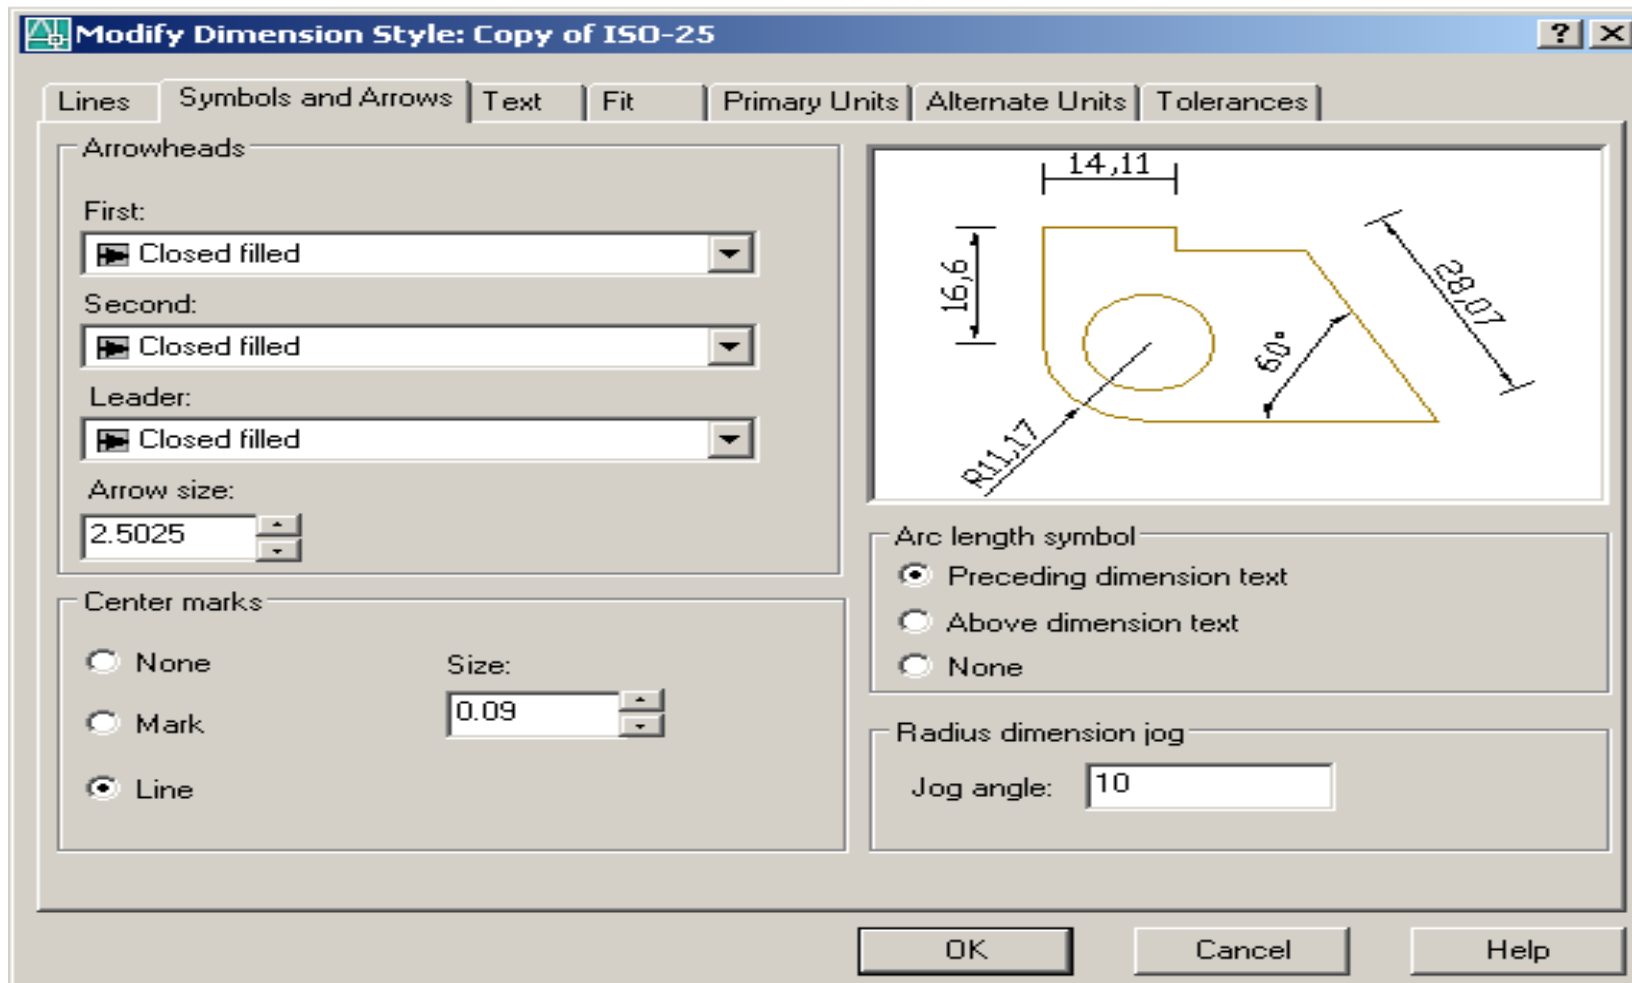 Modify Dimension Style: Copy of ISO-25
Lines Symbols and Arrows Text Fit Primary Units Alternate Units Tolerances
Arrowheads
First:
Closed filled
Second:
Closed filled
Leader:
Closed filled
Arrow size:
2.5025
Center marks
None
Mark
Line
Size:
0.09
14,11
16,6
28,07
60°
R11,17
Arc length symbol
Preceding dimension text
Above dimension text
None
Radius dimension jog
Jog angle: 10
OK Cancel Help